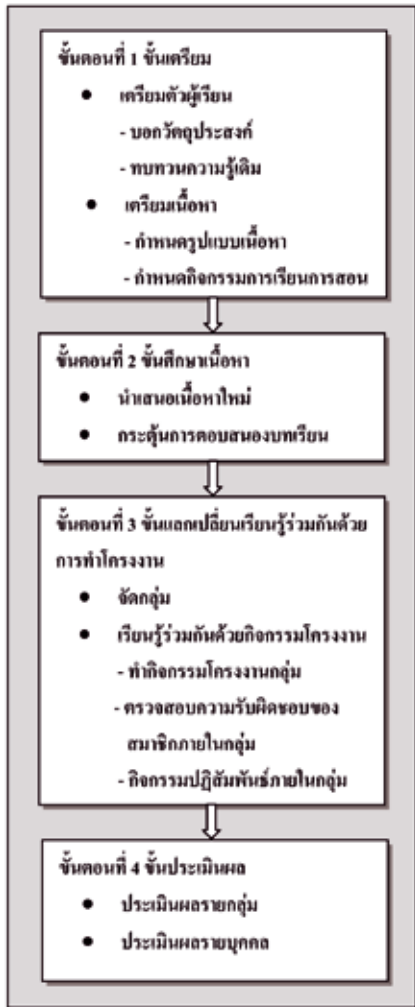 ขั้นตอนที่ 1 ขั้นเตรียม
● เตรียมตัวผู้เรียน
- บอกวัตถุประสงค์
- ทบทวนความรู้เดิม
● เตรียมเนื้อหา
- กำหนดรูปแบบเนื้อหา
- กำหนดกิจกรรมการเรียนการสอน
ขั้นตอนที่ 2 ขั้นศึกษาเนื้อหา
● นำเสนอเนื้อหาใหม่
● กระตุ้นการตอบสนองบทเรียน
ขั้นตอนที่ 3 ขั้นแลกเปลี่ยนเรียนรู้ร่วมกันด้วย
การทำโครงงาน
● จัดกลุ่ม
● เรียนรู้ร่วมกันด้วยกิจกรรมโครงงาน
- ทำกิจกรรมโครงงานกลุ่ม
- ตรวจสอบความรับผิดชอบของ
สมาชิกภายในกลุ่ม
- กิจกรรมปฏิสัมพันธ์ภายในกลุ่ม
ขั้นตอนที่ 4 ขั้นประเมินผล
● ประเมินผลรายกลุ่ม
● ประเมินผลรายบุคคล